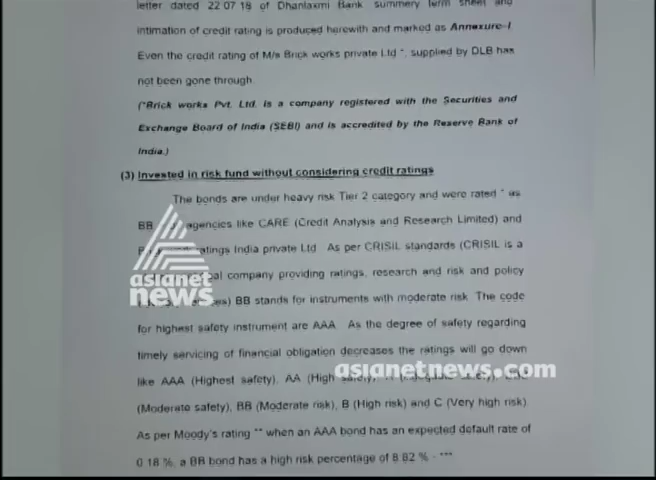 letter dated 22.07.18 of Dhanlaxmi Bank summery term sheet and
intimation of credit rating is produced herewith and marked as Annexure-I
Even the credit rating of M/s Brick works private Ltd *, supplied by DLB has
not been gone through.
(*Brick works Pvt. Ltd. is a company registered with the Securities and
Exchange Board of India (SEBI) and is accredited by the Reserve Bank of
India.)
(3) Invested in risk fund without considering credit ratings
The bonds are under heavy risk Tier 2 category and were rated * as
BB agencies like CARE (Credit Analysis and Research Limited) and
ratings India private Ltd. As per CRISIL standards (CRISIL is a
company providing ratings, research and risk and policy
BB stands for instruments with moderate risk. The code
for highest safety instrument are AAA. As the degree of safety regarding
timely servicing of financial obligation decreases the ratings will go down
like AAA (Highest safety), AA (High safety),
(Moderate safety), BB (Moderate risk), B (High risk) and C (Very high risk)
As per Moody's rating ** when an AAA bond has an expected default rate of
0.18 %, a BB bond has a high risk percentage of 8.82 % - ***
asianet
news
asianetnews.com